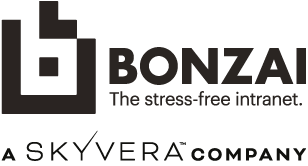 BONZAI
The stress-free intranet.
A SKYVERA™ COMPANY